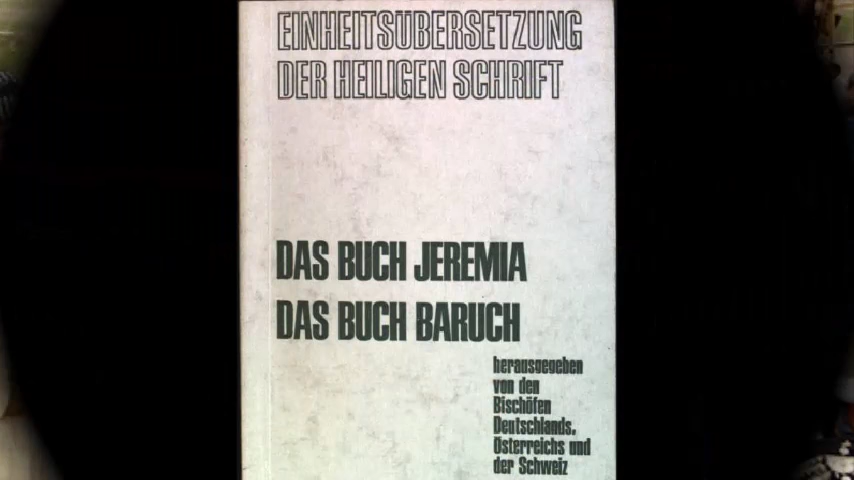 EINHEITSÜBERSETZUNG
DER HEILIGEN SCHRIFT
DAS BUCH JEREMIA
DAS BUCH BARUCH
herausgegeben
von den
Bischöfen
Deutschlands,
Österreichs und
der Schweiz